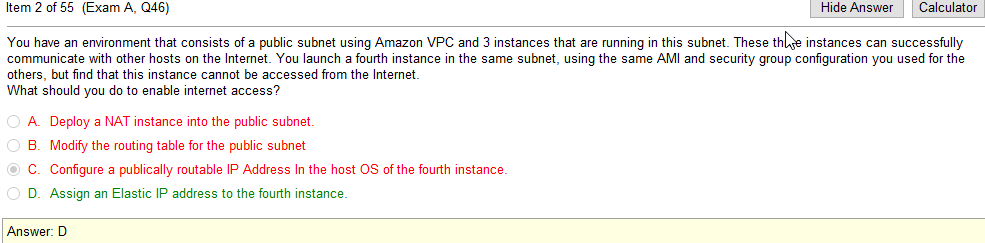 Item 2 of 55 (Exam A, Q46)
Hide Answer
Calculator
You have an environment that consists of a public subnet using Amazon VPC and 3 instances that are running in this subnet. These three instances can successfully
communicate with other hosts on the Internet. You launch a fourth instance in the same subnet, using the same AMI and security group configuration you used for the
others, but find that this instance cannot be accessed from the Internet.
What should you do to enable internet access?
A. Deploy a NAT instance into the public subnet.
B. Modify the routing table for the public subnet
C. Configure a publically routable IP Address In the host OS of the fourth instance.
D. Assign an Elastic IP address to the fourth instance.
Answer: D